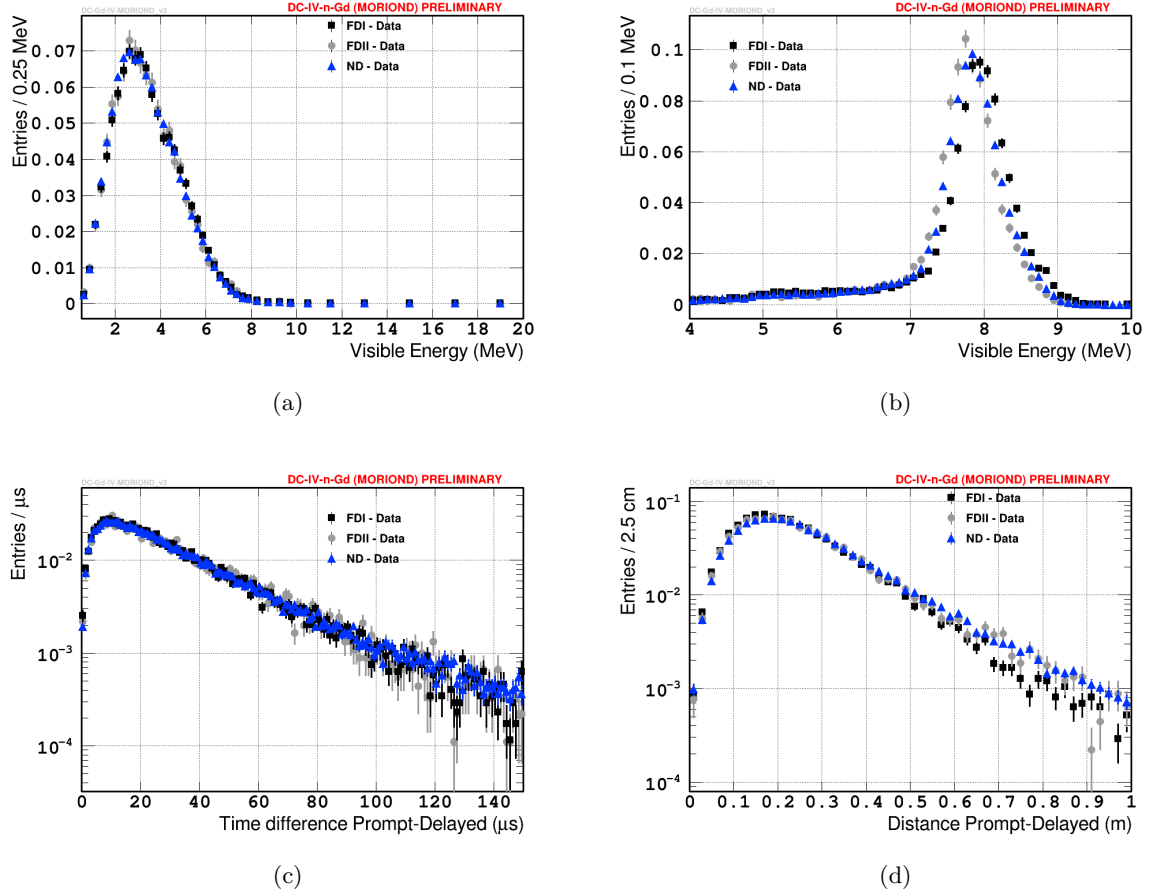 DC-Gd-IV-MORIOND_v3
DC-IV-n-Gd (MORIOND) PRELIMINARY
Entries / 0.25 MeV
FDI - Data
FDII - Data
ND - Data
0.07
0.06
0.05
0.04
0.03
0.02
0.01
0
2 4 6 8 10 12 14 16 18 20
Visible Energy (MeV)
(a)
DC-Gd-IV-MORIOND_v3
DC-IV-n-Gd (MORIOND) PRELIMINARY
Entries / 0.1 MeV
FDI - Data
FDII - Data
ND - Data
0.1
0.08
0.06
0.04
0.02
0
4 5 6 7 8 9 10
Visible Energy (MeV)
(b)
DC-Gd-IV-MORIOND_v3
DC-IV-n-Gd (MORIOND) PRELIMINARY
Entries / μs
FDI - Data
FDII - Data
ND - Data
10⁻²
10⁻³
10⁻⁴
0 20 40 60 80 100 120 140
Time difference Prompt-Delayed (μs)
(c)
DC-Gd-IV-MORIOND_v3
DC-IV-n-Gd (MORIOND) PRELIMINARY
Entries / 2.5 cm
FDI - Data
FDII - Data
ND - Data
10⁻¹
10⁻²
10⁻³
10⁻⁴
0 0.1 0.2 0.3 0.4 0.5 0.6 0.7 0.8 0.9 1
Distance Prompt-Delayed (m)
(d)